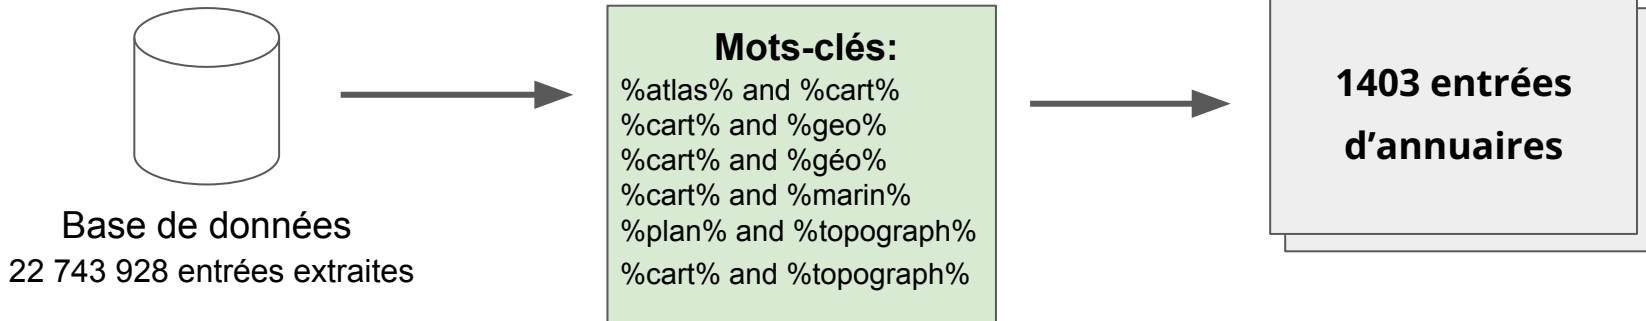 Base de données
22 743 928 entrées extraites
Mots-clés:
%atlas% and %cart%
%cart% and %geo%
%cart% and %géo%
%cart% and %marin%
%plan% and %topograph%
%cart% and %topograph%
1403 entrées
d’annuaires